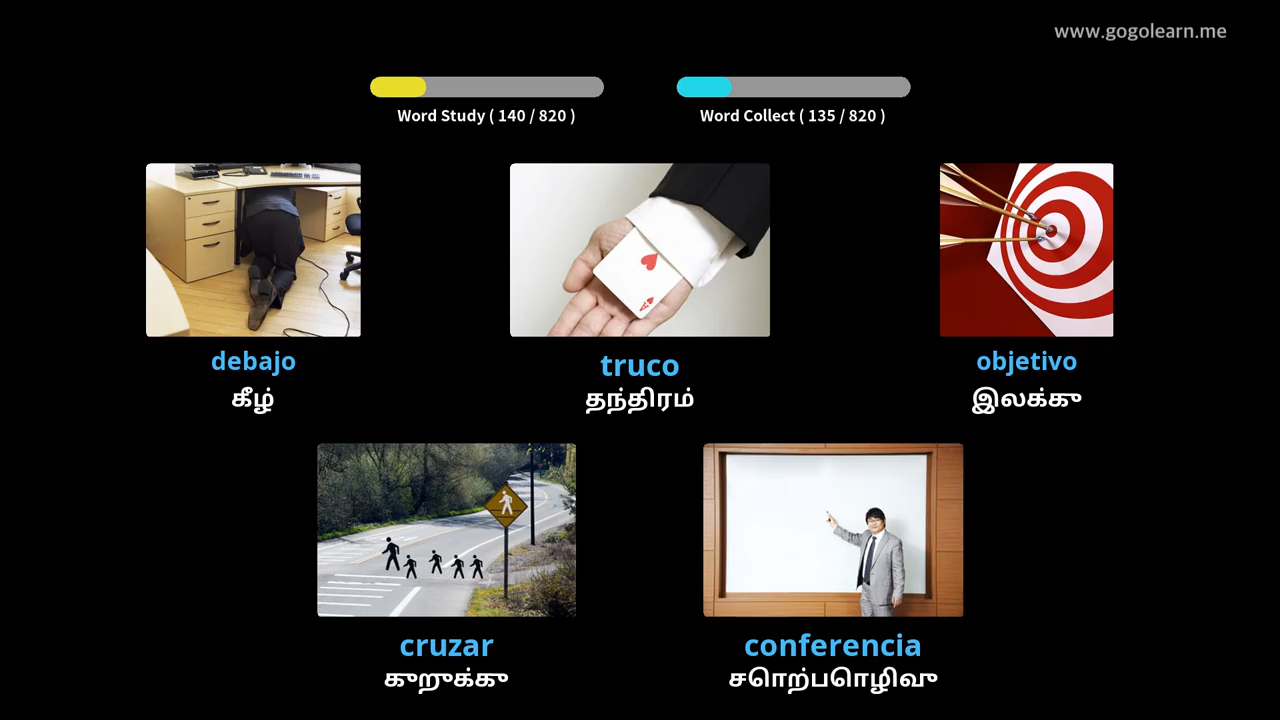 www.gogolearn.me
Word Study ( 140 / 820 )
Word Collect ( 135 / 820 )
debajo
கீழ்
truco
தந்திரம்
objetivo
இலக்கு
cruzar
குறுக்கு
conferencia
சொற்பொழிவு